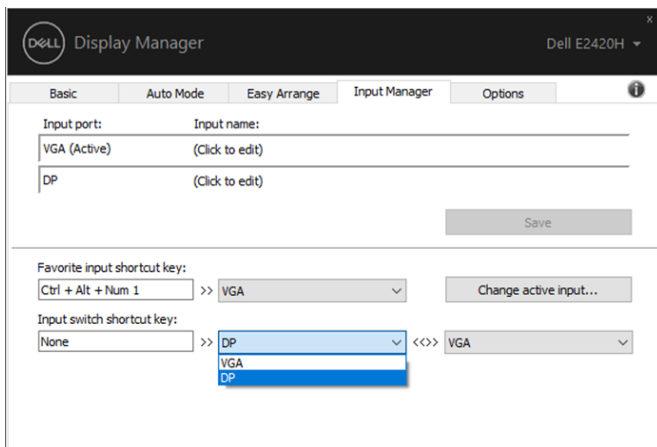 x
DELL Display Manager Dell E2420H
Basic Auto Mode Easy Arrange Input Manager Options i
Input port: Input name:
VGA (Active) (Click to edit)
DP (Click to edit)
Save
Favorite input shortcut key:
Ctrl + Alt + Num 1 >> VGA Change active input...
Input switch shortcut key:
None >> DP <<>> VGA
VGA
DP